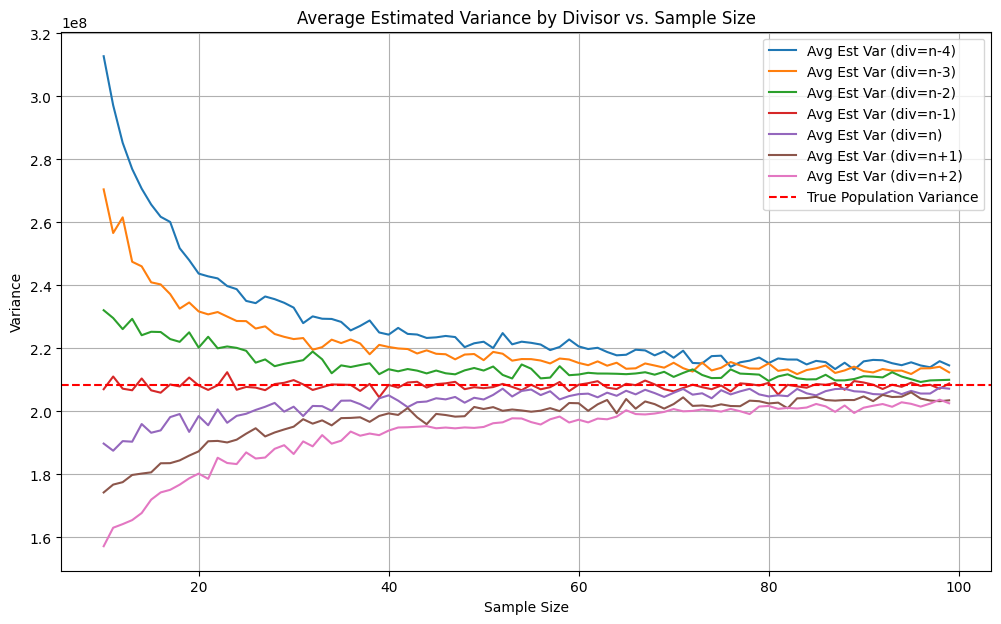 Average Estimated Variance by Divisor vs. Sample Size
1e8
3.2
3.0
2.8
2.6
2.4
2.2
2.0
1.8
1.6
Variance
Avg Est Var (div=n-4)
Avg Est Var (div=n-3)
Avg Est Var (div=n-2)
Avg Est Var (div=n-1)
Avg Est Var (div=n)
Avg Est Var (div=n+1)
Avg Est Var (div=n+2)
True Population Variance
20
40
60
80
100
Sample Size